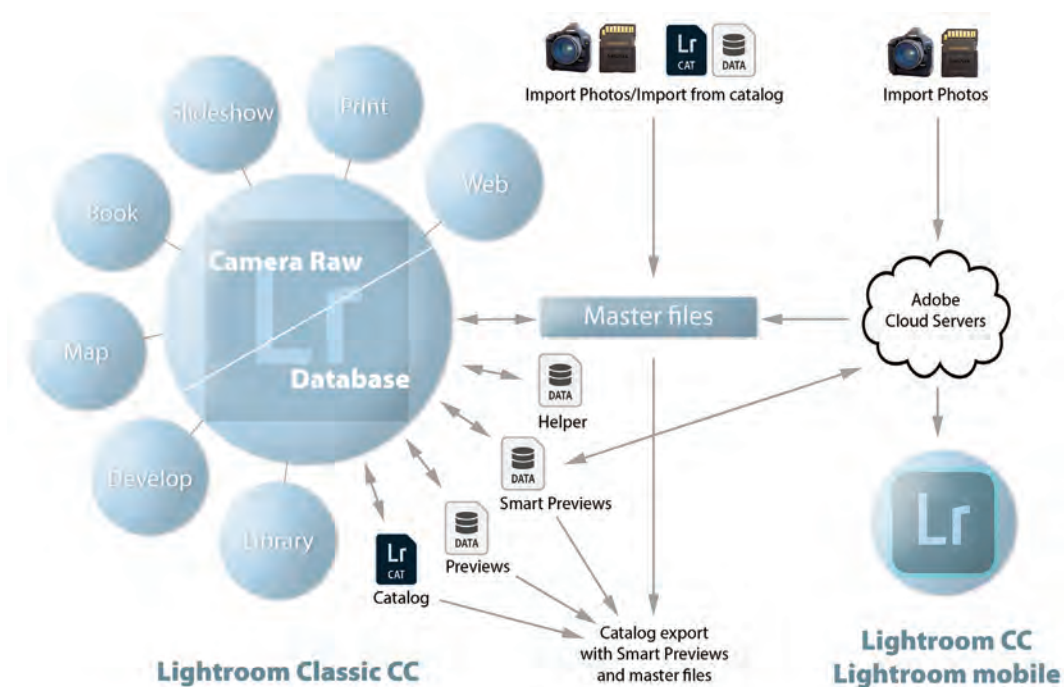 Slideshow
Print
Web
Book
Map
Develop
Library
Camera Raw
Lr
Database
Lr
CAT
DATA
Import Photos/Import from catalog
Import Photos
Master files
Adobe
Cloud Servers
DATA
Helper
DATA
Smart Previews
DATA
Previews
Lr
CAT
Catalog
Catalog export
with Smart Previews
and master files
Lr
Lightroom Classic CC
Lightroom CC
Lightroom mobile